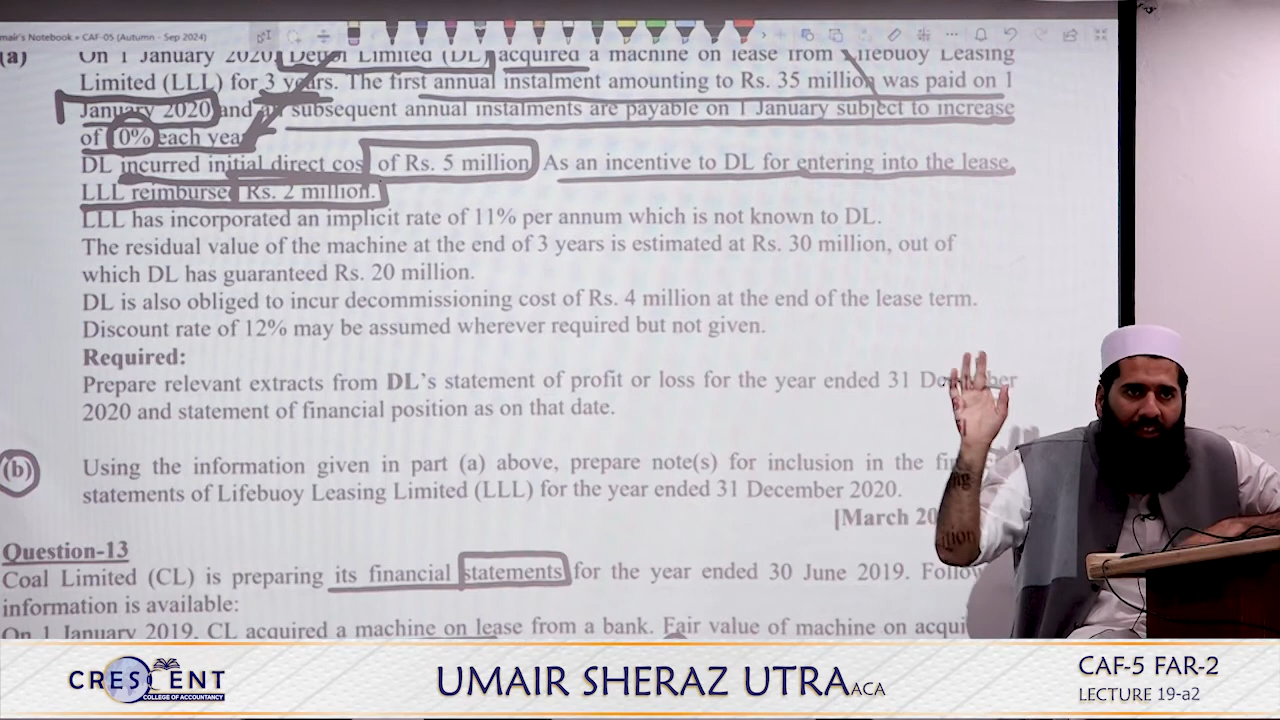 mair's Notebook » CAF-05 (Autumn - Sep 2024)
(a) On 1 January 2020, Limited (DL) acquired a machine on lease from Lifebuoy Leasing
Limited (LLL) for 3 years. The first annual instalment amounting to Rs. 35 million was paid on 1
January 2020 and subsequent annual instalments are payable on 1 January subject to increase
of 0% each year
DL incurred initial direct cos of Rs. 5 million As an incentive to DL for entering into the lease,
LLL reimburse Rs. 2 million.
LLL has incorporated an implicit rate of 11% per annum which is not known to DL.
The residual value of the machine at the end of 3 years is estimated at Rs. 30 million, out of
which DL has guaranteed Rs. 20 million.
DL is also obliged to incur decommissioning cost of Rs. 4 million at the end of the lease term.
Discount rate of 12% may be assumed wherever required but not given.
Required:
Prepare relevant extracts from DL's statement of profit or loss for the year ended 31
2020 and statement of financial position as on that date.
(b) Using the information given in part (a) above, prepare note(s) for inclusion in the
statements of Lifebuoy Leasing Limited (LLL) for the year ended 31 December 2020.
[March 20
Question-13
Coal Limited (CL) is preparing its financial statements for the year ended 30 June 2019. Follow
information is available:
On 1 January 2019, CL acquired a machine on lease from a bank. Fair value of machine on acqui
CRESCENT
COLLEGE OF ACCOUNTANCY
UMAIR SHERAZ UTRA ACA
CAF-5 FAR-2
LECTURE 19-a2